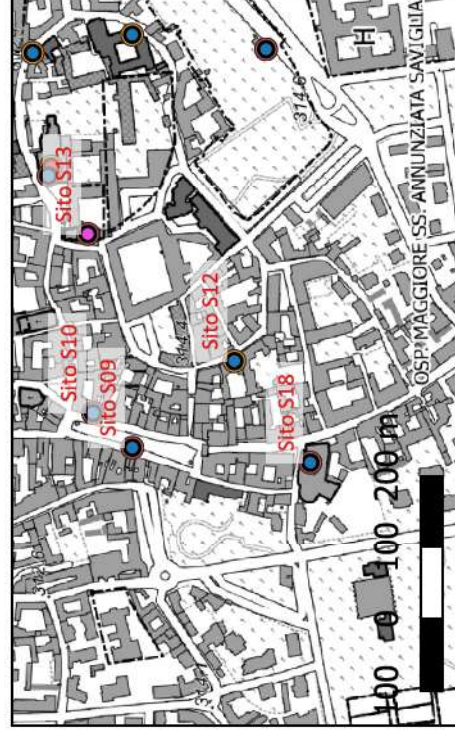 Sito S13
Sito S10
Sito S09
Sito S12
Sito S18
314.6
H
OSP. MAGGIORE SS. ANNUNZIATA SAVIGLIA
100 0 100 200 m